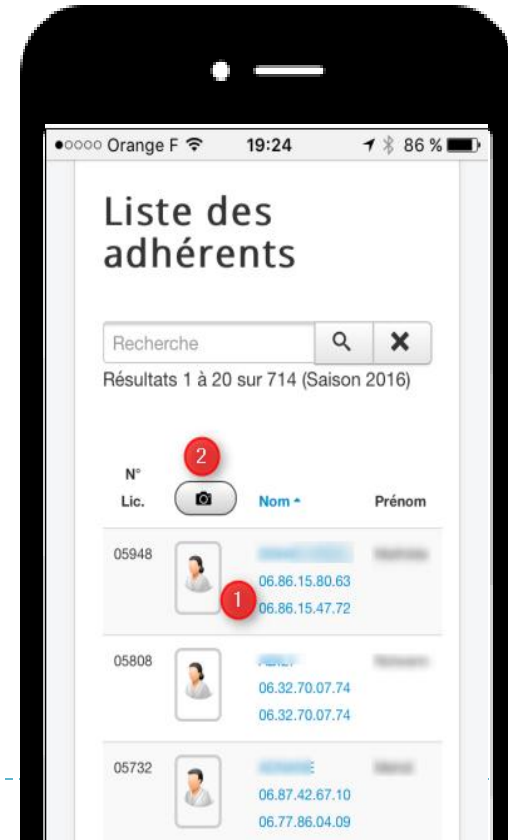 Orange F 19:24 86 %
Liste des
adhérents
Recherche
Résultats 1 à 20 sur 714 (Saison 2016)
2
N°
Lic. Nom Prénom
05948
06.86.15.80.63
1
06.86.15.47.72
05808
06.32.70.07.74
06.32.70.07.74
05732
06.87.42.67.10
06.77.86.04.09